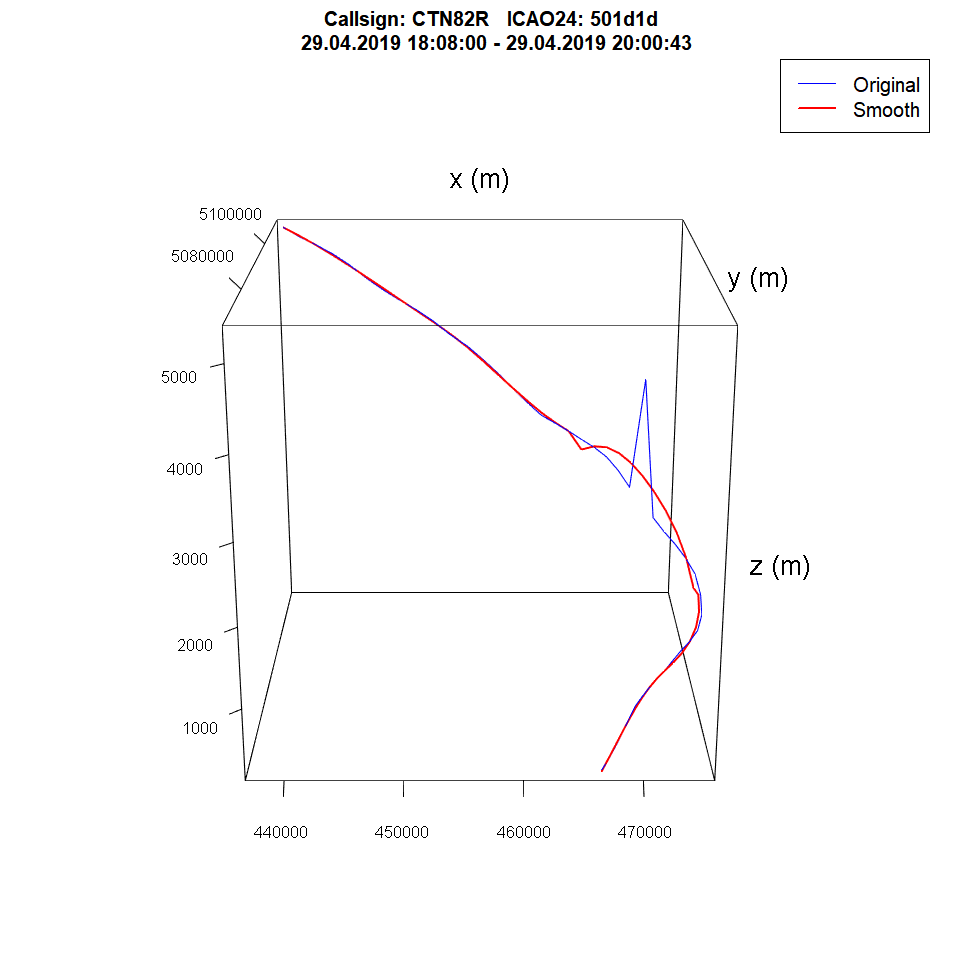 Callsign: CTN82R   ICAO24: 501d1d
29.04.2019 18:08:00 - 29.04.2019 20:00:43
Original
Smooth
x (m)
5100000
5080000
y (m)
5000
4000
3000
z (m)
2000
1000
440000 450000 460000 470000